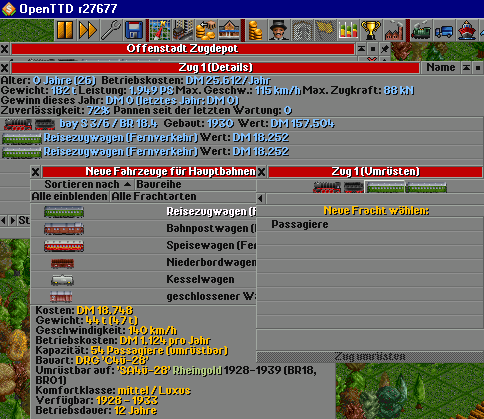 OpenTTD r27677
Offenstadt Zugdepot
Zug 1 (Details)
Name
Alter: 0 Jahre (26) Betriebskosten: DM 25.612/Jahr
Gewicht: 182 t Leistung: 1.949 PS Max. Geschw.: 115 km/h Max. Zugkraft: 88 kN
Gewinn dieses Jahr: DM 0 (letztes Jahr: DM 0)
Zuverlässigkeit: 72% Pannen seit der letzten Wartung: 0
bay S 3/6 / BR 18.4 Gebaut: 1930 Wert: DM 157.504
Reisezugwagen (Fernverkehr) Wert: DM 18.252
Reisezugwagen (Fernverkehr) Wert: DM 18.252
Neue Fahrzeuge für Hauptbahnen
Sortieren nach Baureihe
Alle einblenden Alle Frachtarten
St
Reisezugwagen (F
Bahnpostwagen (
Speisewagen (Fer
Niederbordwagen
Kesselwagen
geschlossener Wa
Kosten: DM 18.748
Gewicht: 44 t (47 t)
Geschwindigkeit: 140 km/h
Betriebskosten: DM 1.124 pro Jahr
Kapazität: 54 Passagiere (umrüstbar)
Bauart: DRG 'C4ü-28'
Umrüstbar auf: 'SA4ü-28' Rheingold 1928-1939 (BR18,
BR01)
Komfortklasse: mittel / Luxus
Verfügbar: 1928 - 1933
Betriebsdauer: 12 Jahre
Zug 1 (Umrüsten)
Neue Fracht wählen:
Passagiere
Zug umrüsten